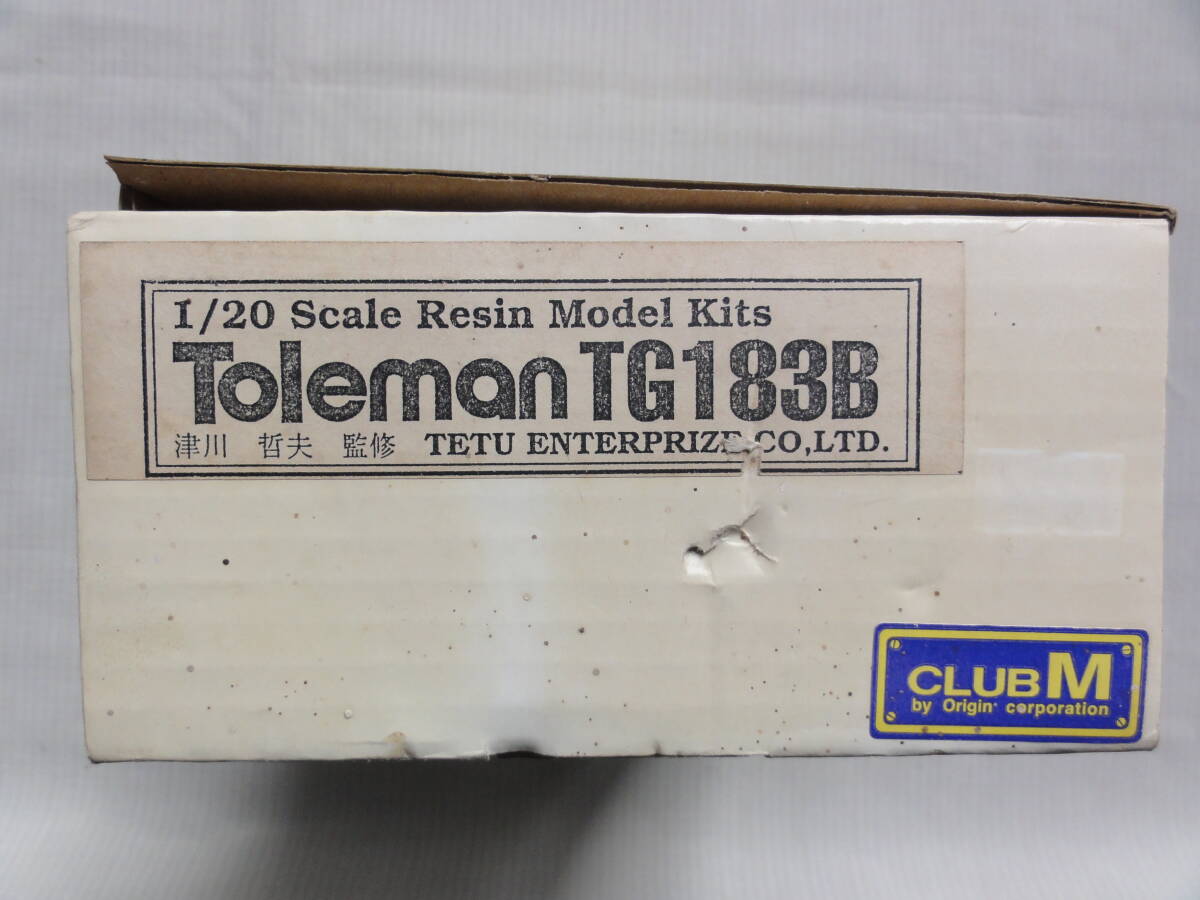 1/20 Scale Resin Model Kits
Toleman TG183B
津川 哲夫 監修 TETU ENTERPRIZE CO,LTD.
CLUB M
by Origin corporation